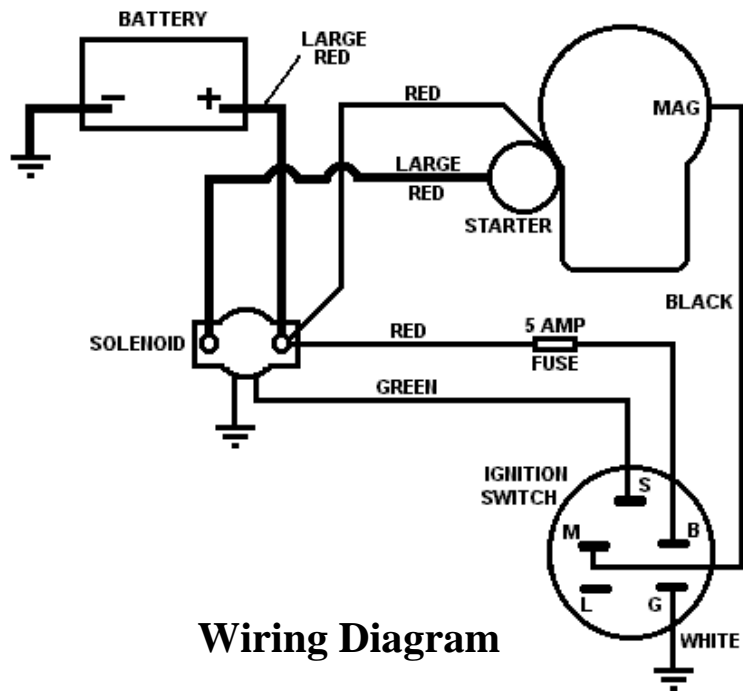 BATTERY
LARGE
RED
−
+
RED
MAG
LARGE
RED
STARTER
BLACK
SOLENOID
RED
5 AMP
FUSE
GREEN
IGNITION
SWITCH
S
M
B
L
G
WHITE
Wiring Diagram